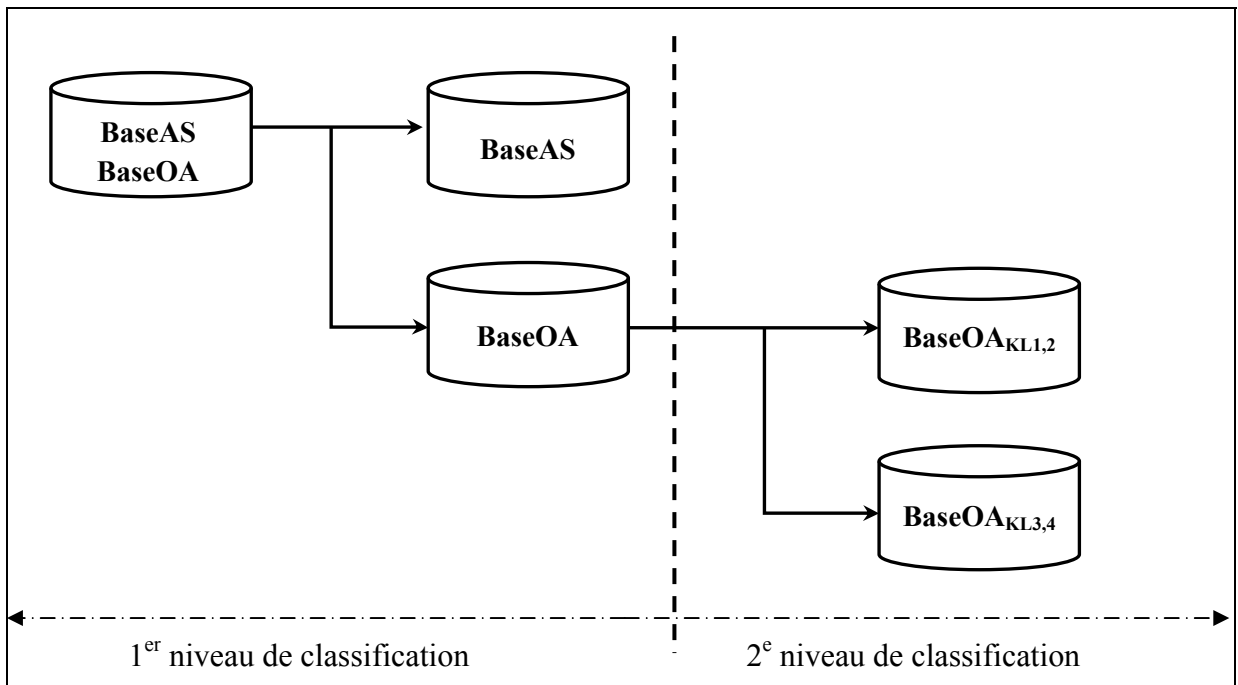 BaseAS
BaseOA
BaseAS
BaseOA
BaseOAKL1,2
BaseOAKL3,4
1er niveau de classification
2e niveau de classification